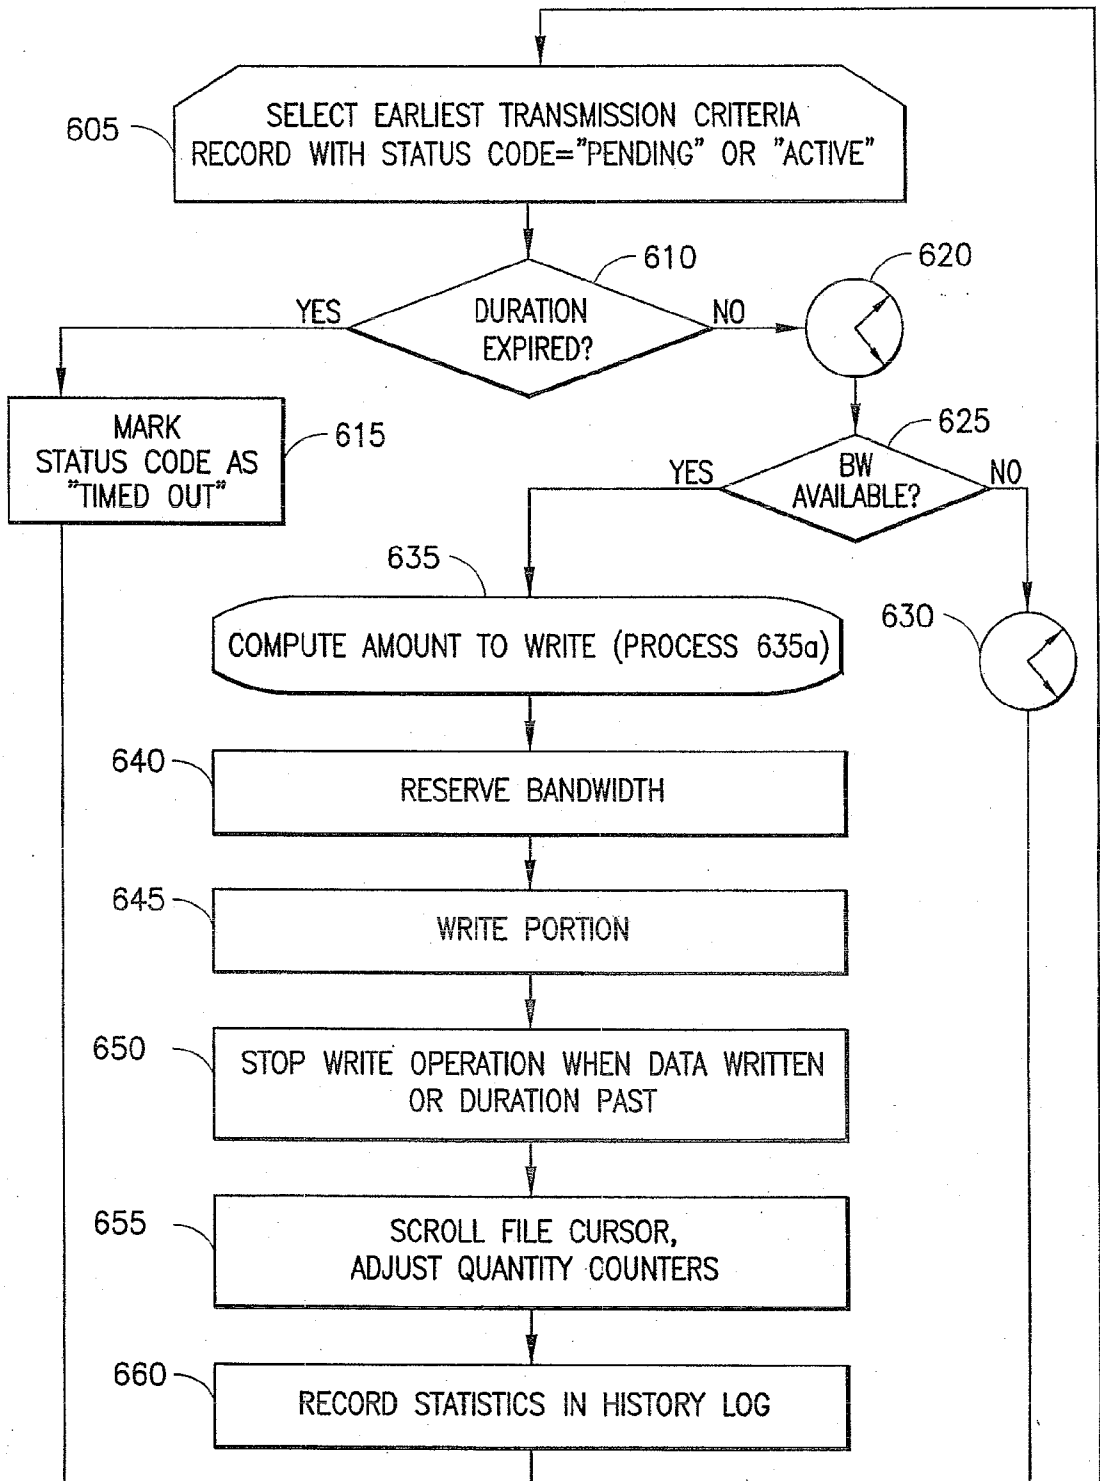 605
SELECT EARLIEST TRANSMISSION CRITERIA
RECORD WITH STATUS CODE="PENDING" OR "ACTIVE"
610
620
YES
DURATION
EXPIRED?
NO
MARK
STATUS CODE AS
"TIMED OUT"
615
625
YES
BW
AVAILABLE?
NO
635
COMPUTE AMOUNT TO WRITE (PROCESS 635a)
630
640
RESERVE BANDWIDTH
645
WRITE PORTION
650
STOP WRITE OPERATION WHEN DATA WRITTEN
OR DURATION PAST
655
SCROLL FILE CURSOR,
ADJUST QUANTITY COUNTERS
660
RECORD STATISTICS IN HISTORY LOG